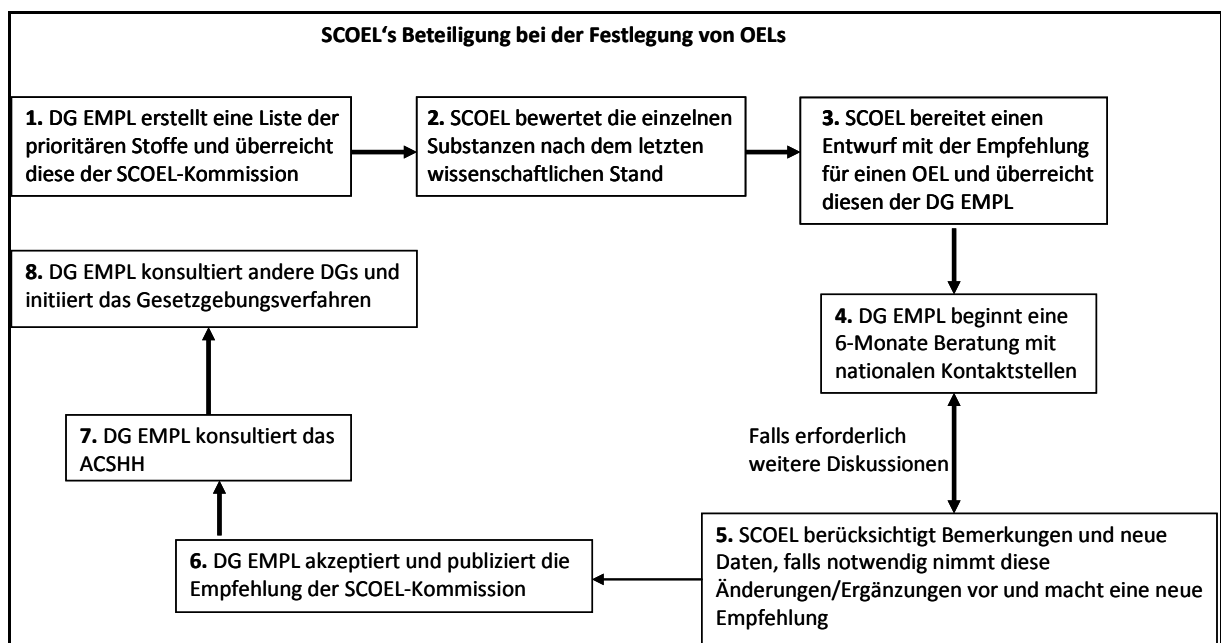 SCOEL‘s Beteiligung bei der Festlegung von OELs
1. DG EMPL erstellt eine Liste der
prioritären Stoffe und überreicht
diese der SCOEL-Kommission
2. SCOEL bewertet die einzelnen
Substanzen nach dem letzten
wissenschaftlichen Stand
3. SCOEL bereitet einen
Entwurf mit der Empfehlung
für einen OEL und überreicht
diesen der DG EMPL
4. DG EMPL beginnt eine
6-Monate Beratung mit
nationalen Kontaktstellen
Falls erforderlich
weitere Diskussionen
5. SCOEL berücksichtigt Bemerkungen und neue
Daten, falls notwendig nimmt diese
Änderungen/Ergänzungen vor und macht eine neue
Empfehlung
6. DG EMPL akzeptiert und publiziert die
Empfehlung der SCOEL-Kommission
7. DG EMPL konsultiert das
ACSHH
8. DG EMPL konsultiert andere DGs und
initiiert das Gesetzgebungsverfahren